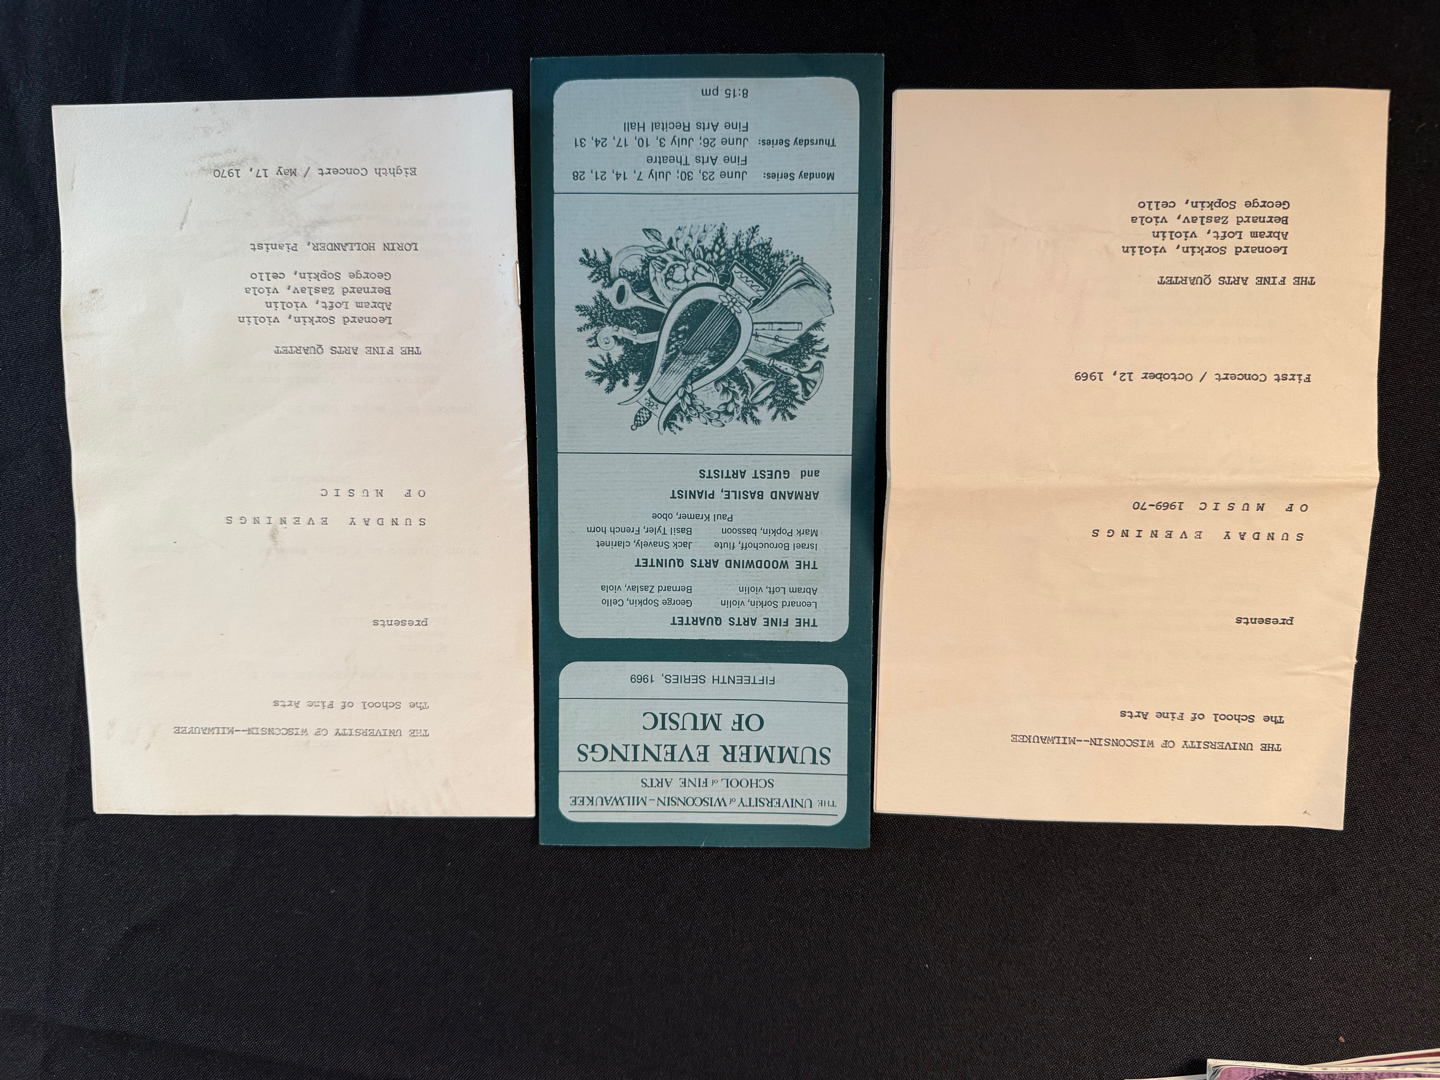 THE UNIVERSITY OF WISCONSIN--MILWAUKEE
The School of Fine Arts
presents
SUNDAY EVENINGS
OF MUSIC 1969-70
First Concert / October 12, 1969
THE FINE ARTS QUARTET
Leonard Sorkin, violin
Abram Loft, violin
Bernard Zaslav, viola
George Sopkin, cello
THE UNIVERSITY of WISCONSIN – MILWAUKEE
SCHOOL of FINE ARTS
SUMMER EVENINGS
OF MUSIC
FIFTEENTH SERIES, 1969
THE FINE ARTS QUARTET
Leonard Sorkin, violin George Sopkin, Cello
Abram, Loft, violin Bernard Zaslav, viola
THE WOODWIND ARTS QUINTET
Israel Borouchoff, flute Jack Snavely, clarinet
Mark Popkin, bassoon Basil Tyler, French horn
Paul Kramer, oboe
ARMAND BASILE, PIANIST
and GUEST ARTISTS
Monday Series: June 23, 30; July 7, 14, 21, 28
Fine Arts Theatre
Thursday Series: June 26; July 3, 10, 17, 24, 31
Fine Arts Recital Hall
8:15 pm
THE UNIVERSITY OF WISCONSIN--MILWAUKEE
The School of Fine Arts
presents
SUNDAY EVENINGS
OF MUSIC
THE FINE ARTS QUARTET
Leonard Sorkin, violin
Abram Loft, violin
Bernard Zaslav, viola
George Sopkin, cello
LORIN HOLLANDER, Pianist
Eighth Concert / May 17, 1970